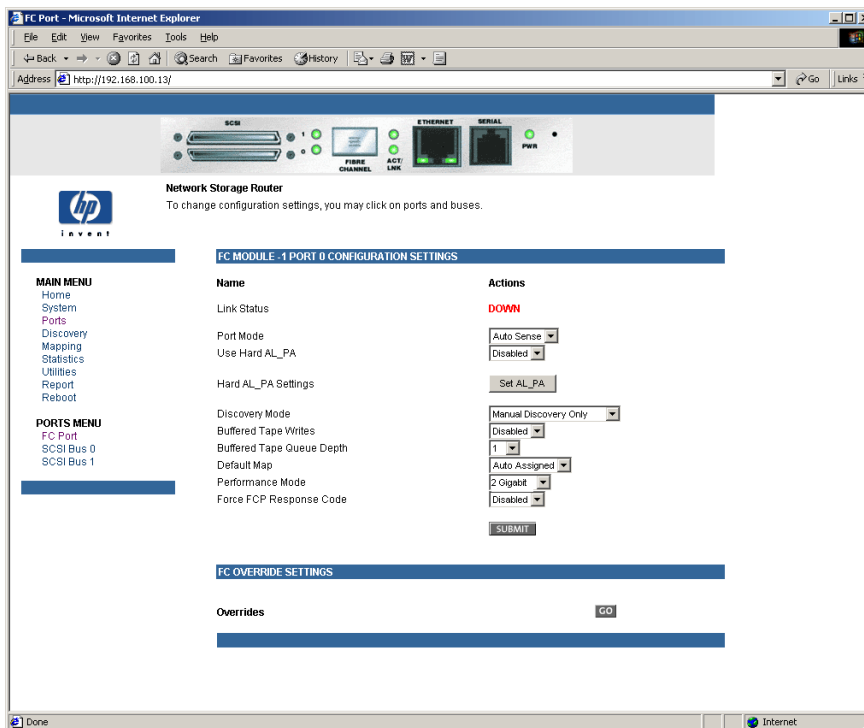 FC Port - Microsoft Internet Explorer
File Edit View Favorites Tools Help
Back Search Favorites History
Address http://192.168.100.13/ Go Links
SCSI 1 0 FIBRE CHANNEL ACT/ LNK ETHERNET SERIAL PWR
hp
invent
Network Storage Router
To change configuration settings, you may click on ports and buses.
MAIN MENU
Home
System
Ports
Discovery
Mapping
Statistics
Utilities
Report
Reboot
PORTS MENU
FC Port
SCSI Bus 0
SCSI Bus 1
FC MODULE -1 PORT 0 CONFIGURATION SETTINGS
Name Actions
Link Status DOWN
Port Mode Auto Sense
Use Hard AL_PA Disabled
Hard AL_PA Settings Set AL_PA
Discovery Mode Manual Discovery Only
Buffered Tape Writes Disabled
Buffered Tape Queue Depth 1
Default Map Auto Assigned
Performance Mode 2 Gigabit
Force FCP Response Code Disabled
SUBMIT
FC OVERRIDE SETTINGS
Overrides GO
Done Internet